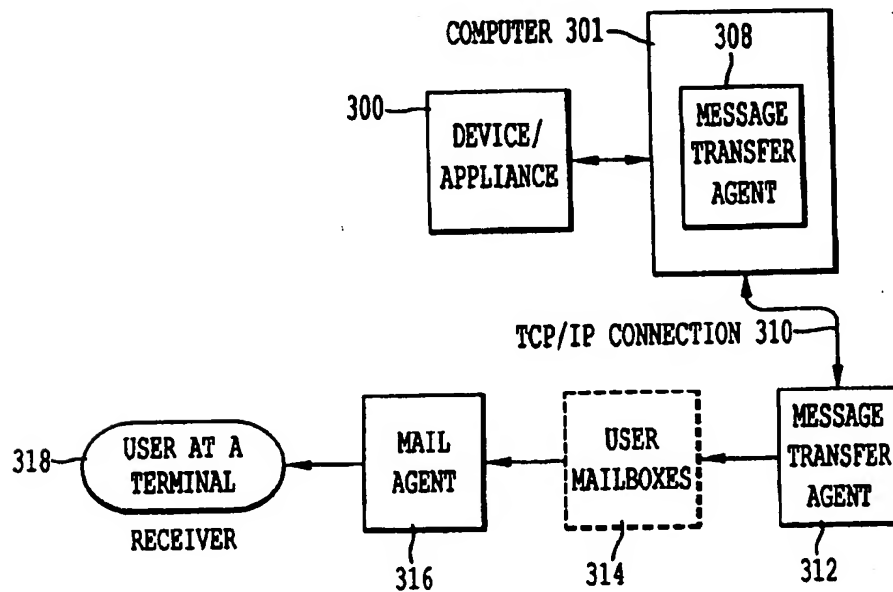 COMPUTER 301
308
300
DEVICE/
APPLIANCE
MESSAGE
TRANSFER
AGENT
TCP/IP CONNECTION 310
318
USER AT A
TERMINAL
RECEIVER
MAIL
AGENT
316
USER
MAILBOXES
314
MESSAGE
TRANSFER
AGENT
312